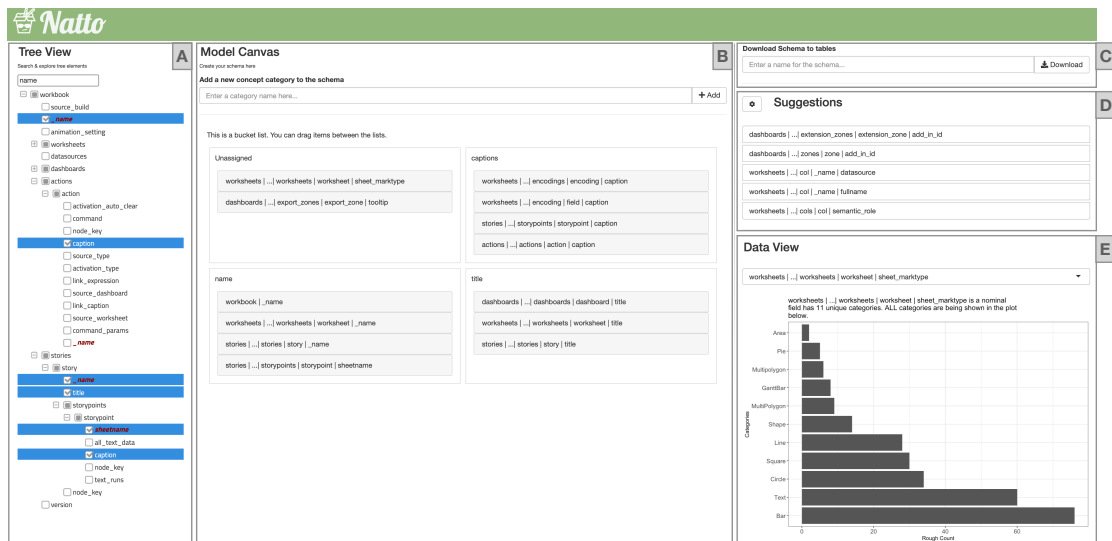 Natto
Tree View
A
Search & explore tree elements
name
workbook
source_build
_name
animation_setting
worksheets
datasources
dashboards
actions
action
activation_auto_clear
command
node_key
caption
source_type
activation_type
link_expression
source_dashboard
link_caption
source_worksheet
command_params
_name
stories
story
_name
title
storypoints
storypoint
sheetname
all_text_data
caption
node_key
text_runs
node_key
version
Model Canvas
B
Create your schema here
Add a new concept category to the schema
Enter a category name here...
+ Add
This is a bucket list. You can drag items between the lists.
Unassigned
worksheets | ...| worksheets | worksheet | sheet_marktype
dashboards | ...| export_zones | export_zone | tooltip
captions
worksheets | ...| encodings | encoding | caption
worksheets | ...| encoding | field | caption
stories | ...| storypoints | storypoint | caption
actions | ...| actions | action | caption
name
workbook | _name
worksheets | ...| worksheets | worksheet | _name
stories | ...| stories | story | _name
stories | ...| storypoints | storypoint | sheetname
title
dashboards | ...| dashboards | dashboard | title
worksheets | ...| worksheets | worksheet | title
stories | ...| stories | story | title
Download Schema to tables
C
Enter a name for the schema...
Download
Suggestions
D
dashboards | ...| extension_zones | extension_zone | add_in_id
dashboards | ...| zones | zone | add_in_id
worksheets | ...| col | _name | datasource
worksheets | ...| col | _name | fullname
worksheets | ...| cols | col | semantic_role
Data View
E
worksheets | ...| worksheets | worksheet | sheet_marktype
worksheets | ...| worksheets | worksheet | sheet_marktype is a nominal
field has 11 unique categories. ALL categories are being shown in the plot
below.
Categories
Area
Pie
Multipolygon
GanttBar
MultiPolygon
Shape
Line
Square
Circle
Text
Bar
0 20 40 60
Rough Count